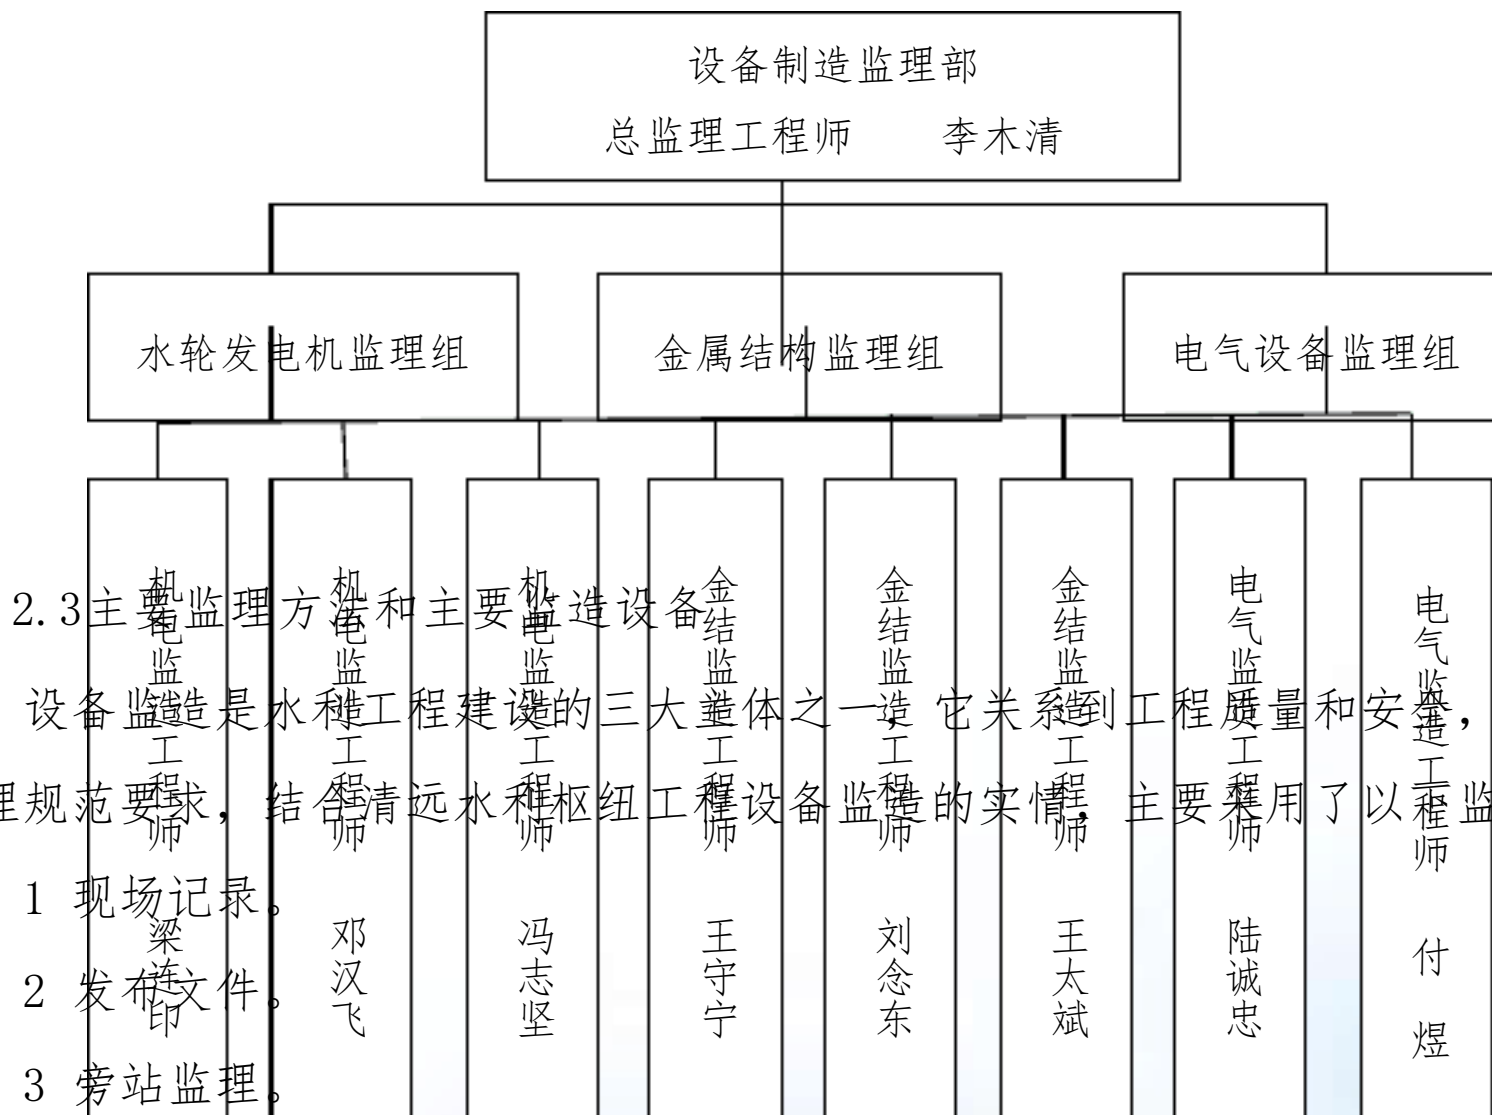 设备制造监理部
总监理工程师 李木清
水轮发电机监理组
金属结构监理组
电气设备监理组
机电监造工程师 梁连印
机电监造工程师 邓汉飞
机电监造工程师 冯志坚
金结监造工程师 王守宁
金结监造工程师 刘念东
金结监造工程师 王太斌
电气监造工程师 陆诚忠
电气监造工程师 付煜
2.3主要监理方法和主要监造设备
设备监造是水利工程建设的三大主体之一，它关系到工程质量和安全，
理规范要求，结合清远水利枢纽工程设备监造的实情，主要采用了以下监
1 现场记录。
2 发布文件。
3 旁站监理。